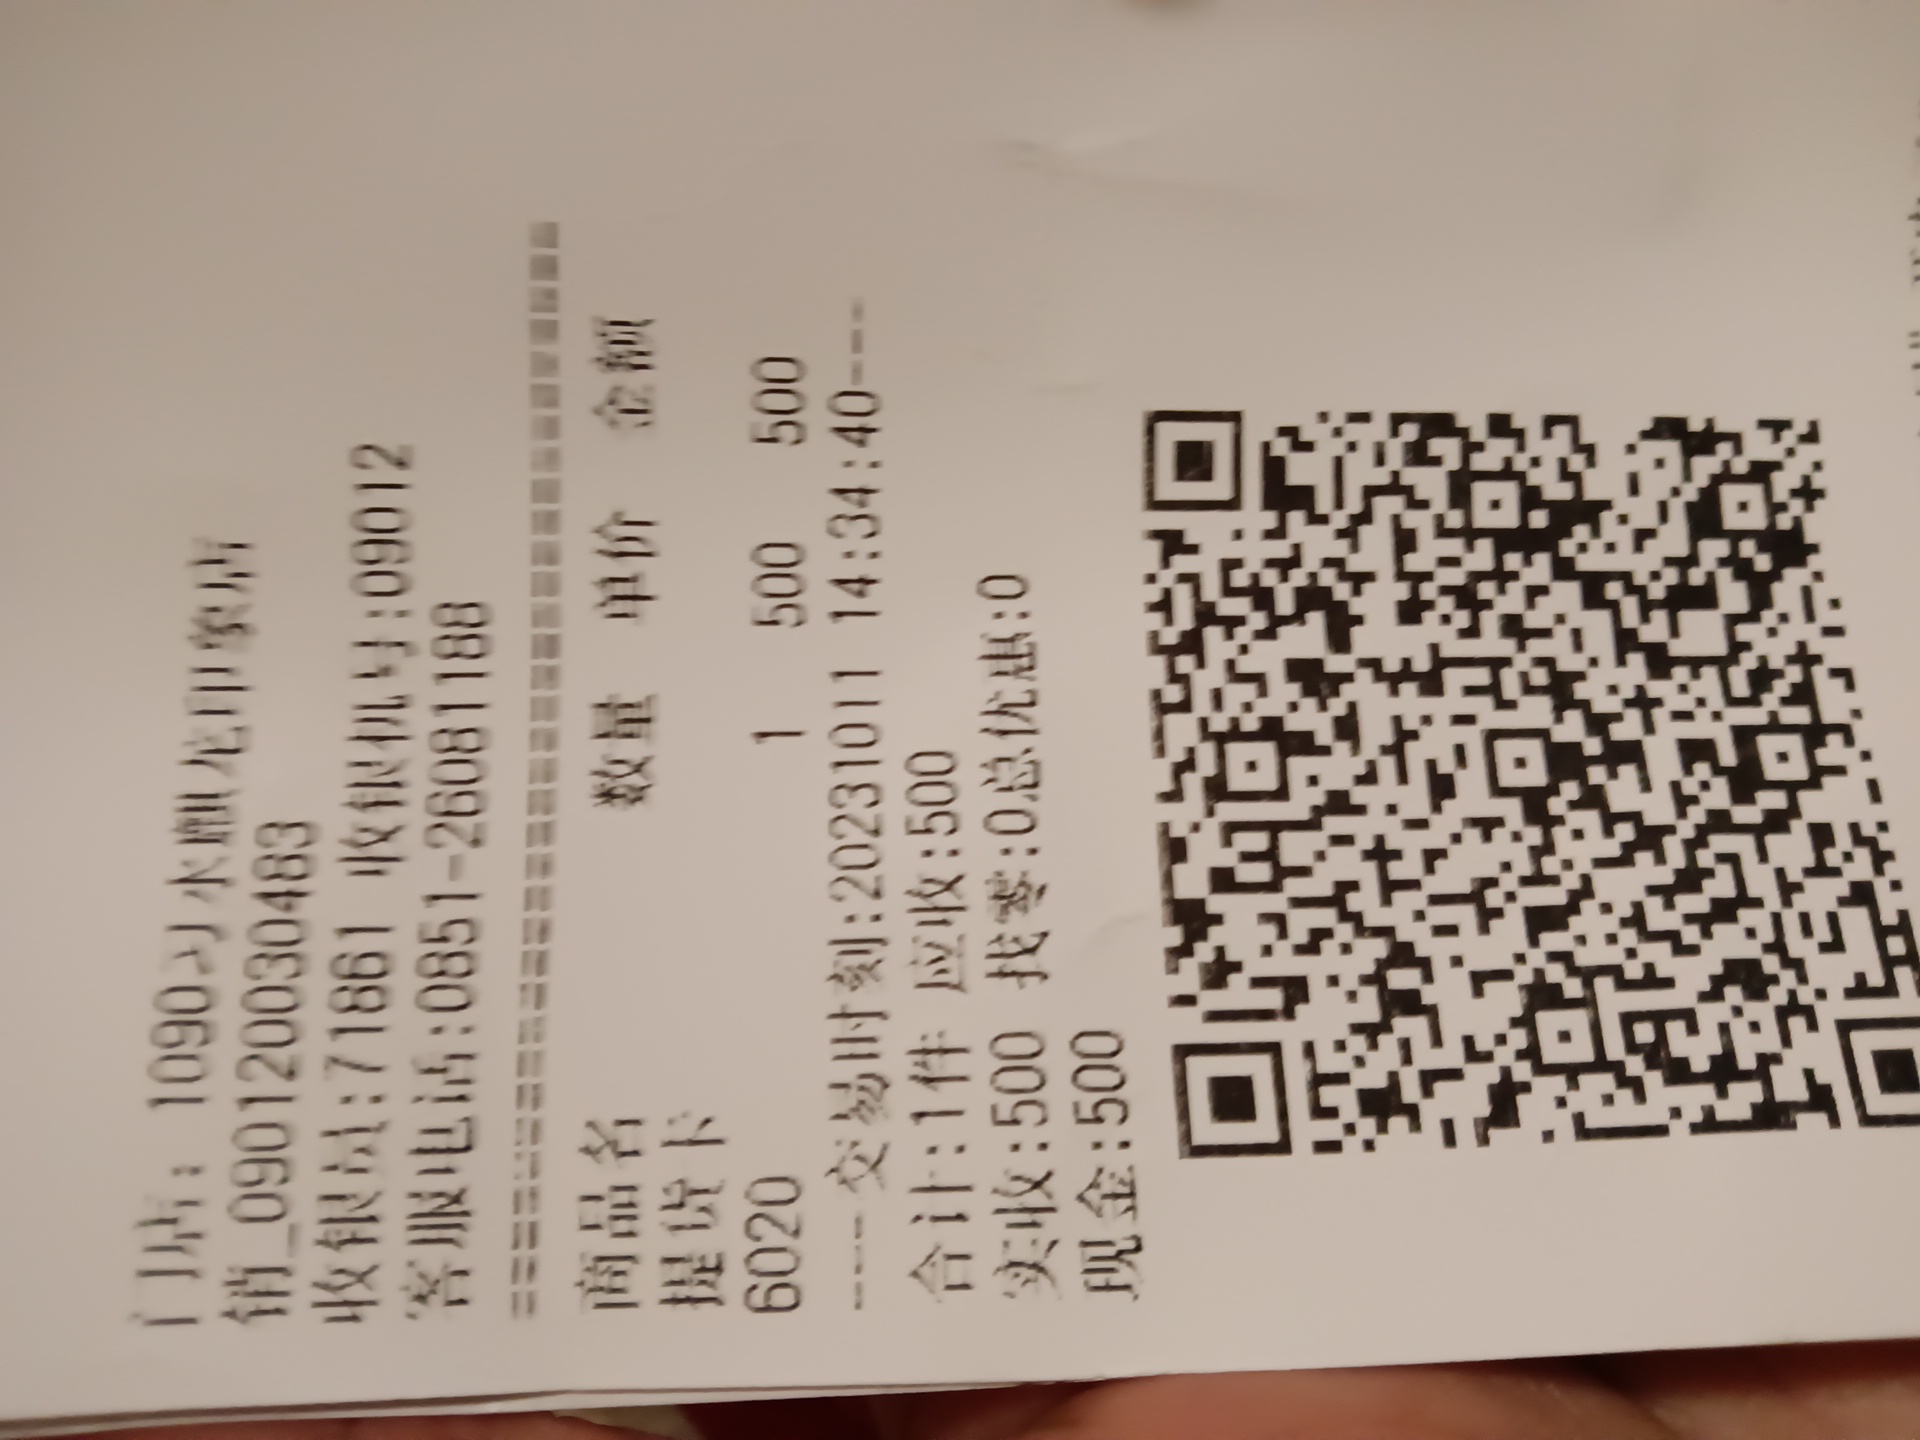 门店: 1090习水麒龙印象店
销_090120030483
收银员:71861 收银机号:09012
客服电话:0851-26081188
================================
商品名 数量 单价 金额
提货卡
6020 1 500 500
----交易时刻:20231011 14:34:40----
合计:1件 应收:500
实收:500 找零:0总优惠:0
现金:500